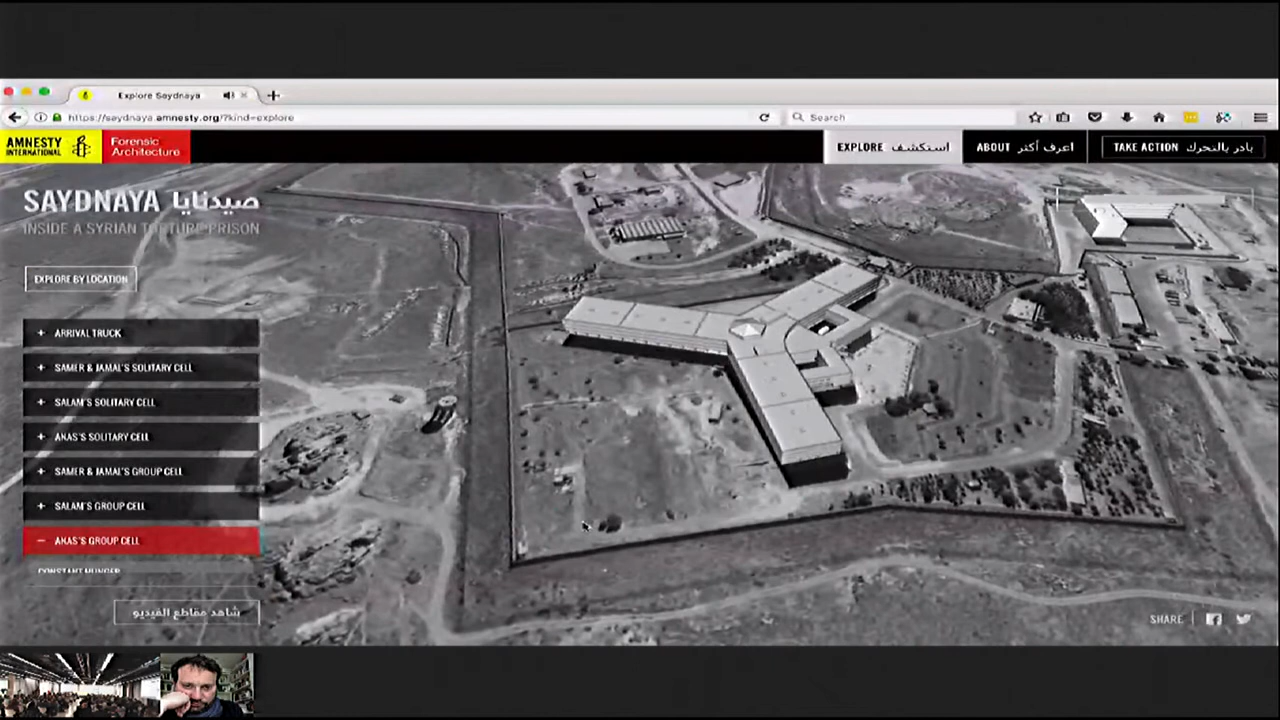 Explore Saydnaya
https://saydnaya.amnesty.org/?kind=explore
Search
AMNESTY
INTERNATIONAL
Forensic
Architecture
EXPLORE استكشف
ABOUT اعرف أكثر
TAKE ACTION بادر بالتحرك
SAYDNAYA صيدنايا
INSIDE A SYRIAN TORTURE PRISON
EXPLORE BY LOCATION
+ ARRIVAL TRUCK
+ SAMER & JAMAL'S SOLITARY CELL
+ SALAM'S SOLITARY CELL
+ ANAS'S SOLITARY CELL
+ SAMER & JAMAL'S GROUP CELL
+ SALAM'S GROUP CELL
− ANAS'S GROUP CELL
CONSTANT HUNGER
شاهد مقاطع الفيديو
SHARE